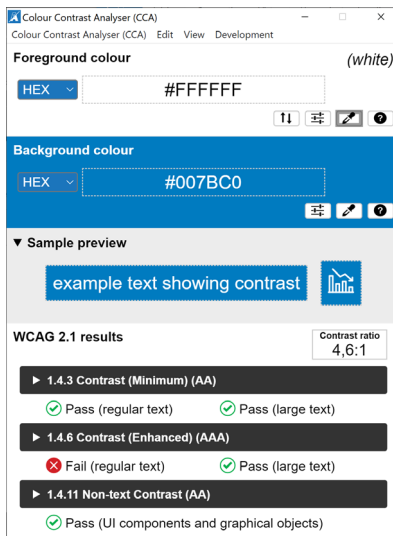 Colour Contrast Analyser (CCA)
Colour Contrast Analyser (CCA) Edit View Development
Foreground colour (white)
HEX #FFFFFF
Background colour
HEX #007BC0
▼ Sample preview
example text showing contrast
WCAG 2.1 results
Contrast ratio
4,6:1
▶ 1.4.3 Contrast (Minimum) (AA)
Pass (regular text) Pass (large text)
▶ 1.4.6 Contrast (Enhanced) (AAA)
Fail (regular text) Pass (large text)
▶ 1.4.11 Non-text Contrast (AA)
Pass (UI components and graphical objects)